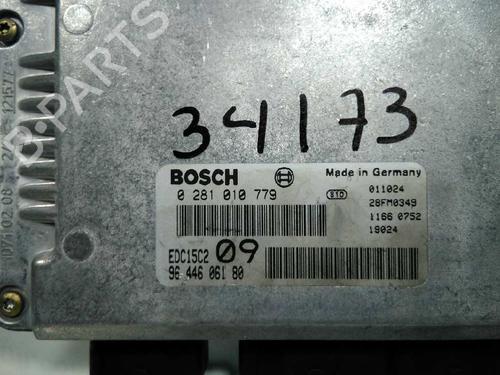 B-PARTS
34173
BOSCH
Made in Germany
0 281 010 779
STD
011024
28FM0349
1166 0752
19024
EDC15C2 09
96 446 061 80